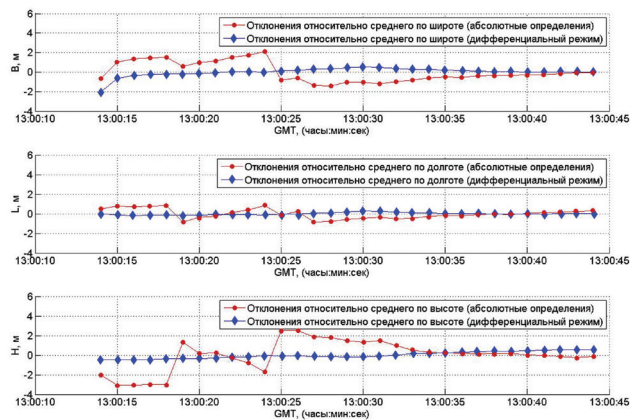 6
4
2
0
-2
-4
B, м
Отклонения относительно среднего по широте (абсолютные определения)
Отклонения относительно среднего по широте (дифференциальный режим)
13:00:10 13:00:15 13:00:20 13:00:25 13:00:30 13:00:35 13:00:40 13:00:45
GMT, (часы:мин:сек)
6
4
2
0
-2
-4
L, м
Отклонения относительно среднего по долготе (абсолютные определения)
Отклонения относительно среднего по долготе (дифференциальный режим)
13:00:10 13:00:15 13:00:20 13:00:25 13:00:30 13:00:35 13:00:40 13:00:45
GMT, (часы:мин:сек)
6
4
2
0
-2
-4
H, м
Отклонения относительно среднего по высоте (абсолютные определения)
Отклонения относительно среднего по высоте (дифференциальный режим)
13:00:10 13:00:15 13:00:20 13:00:25 13:00:30 13:00:35 13:00:40 13:00:45
GMT, (часы:мин:сек)